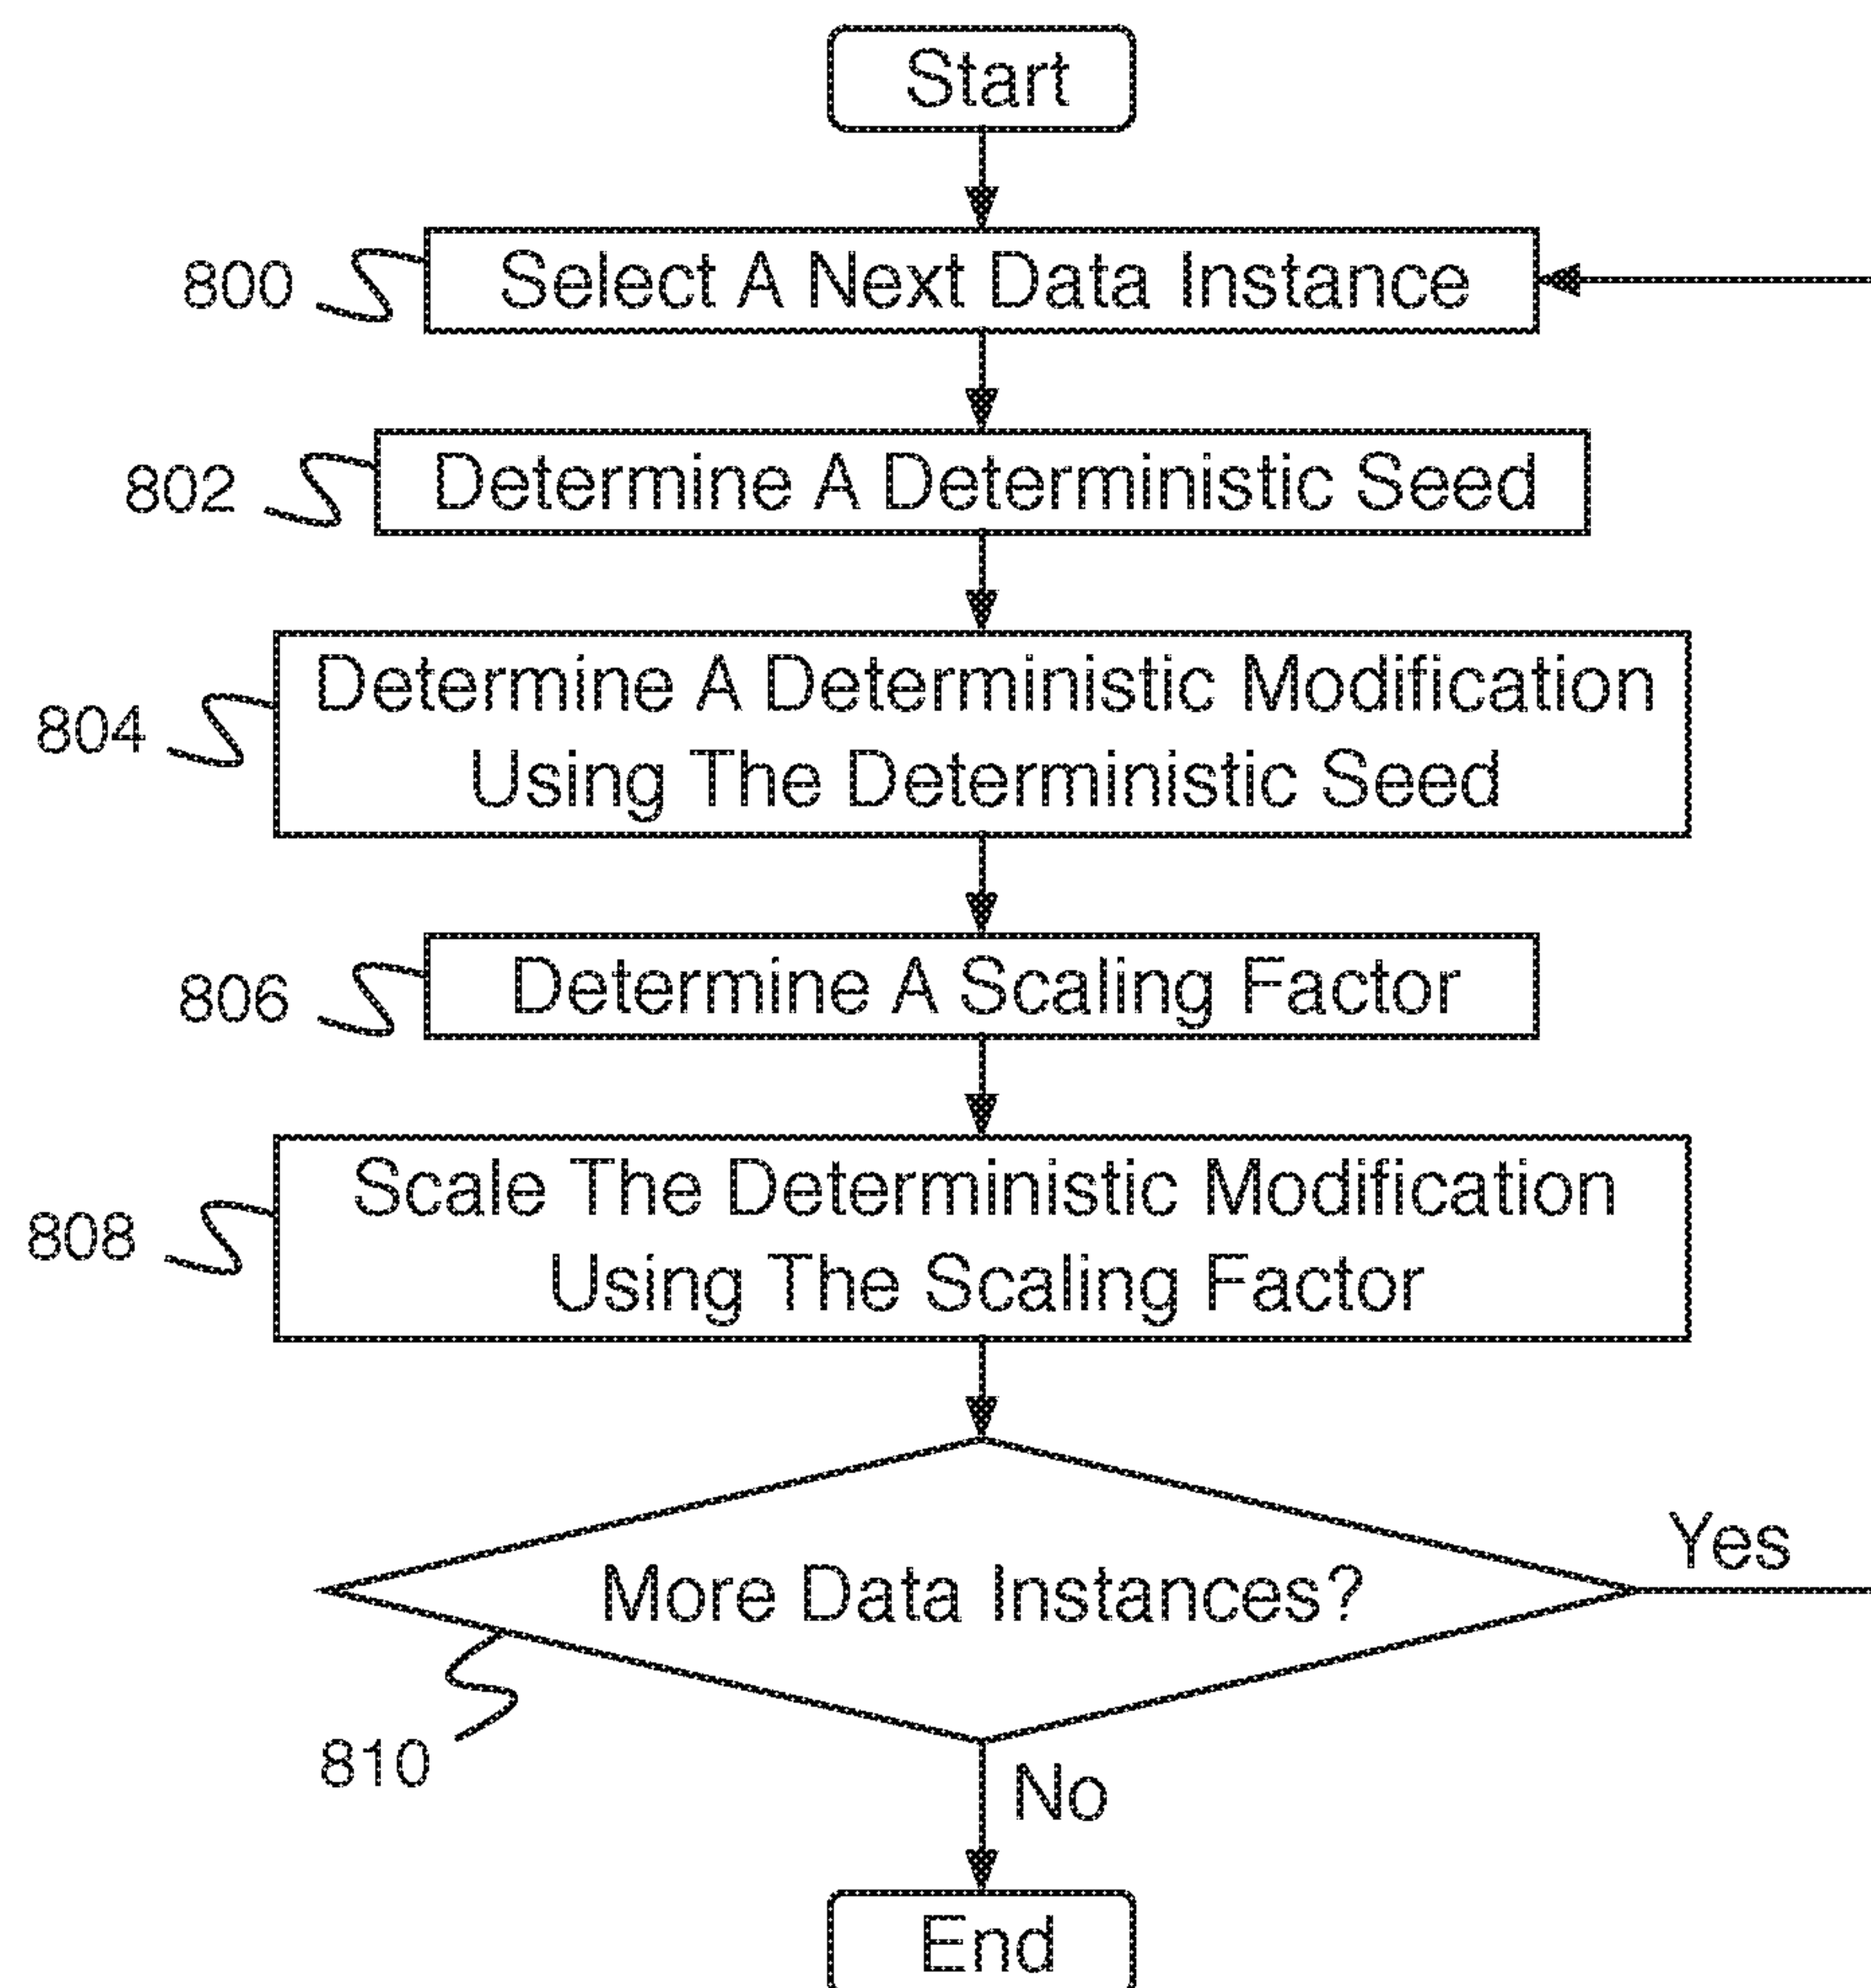 Start
800
Select A Next Data Instance
802
Determine A Deterministic Seed
804
Determine A Deterministic Modification
Using The Deterministic Seed
806
Determine A Scaling Factor
808
Scale The Deterministic Modification
Using The Scaling Factor
More Data Instances?
Yes
810
No
End